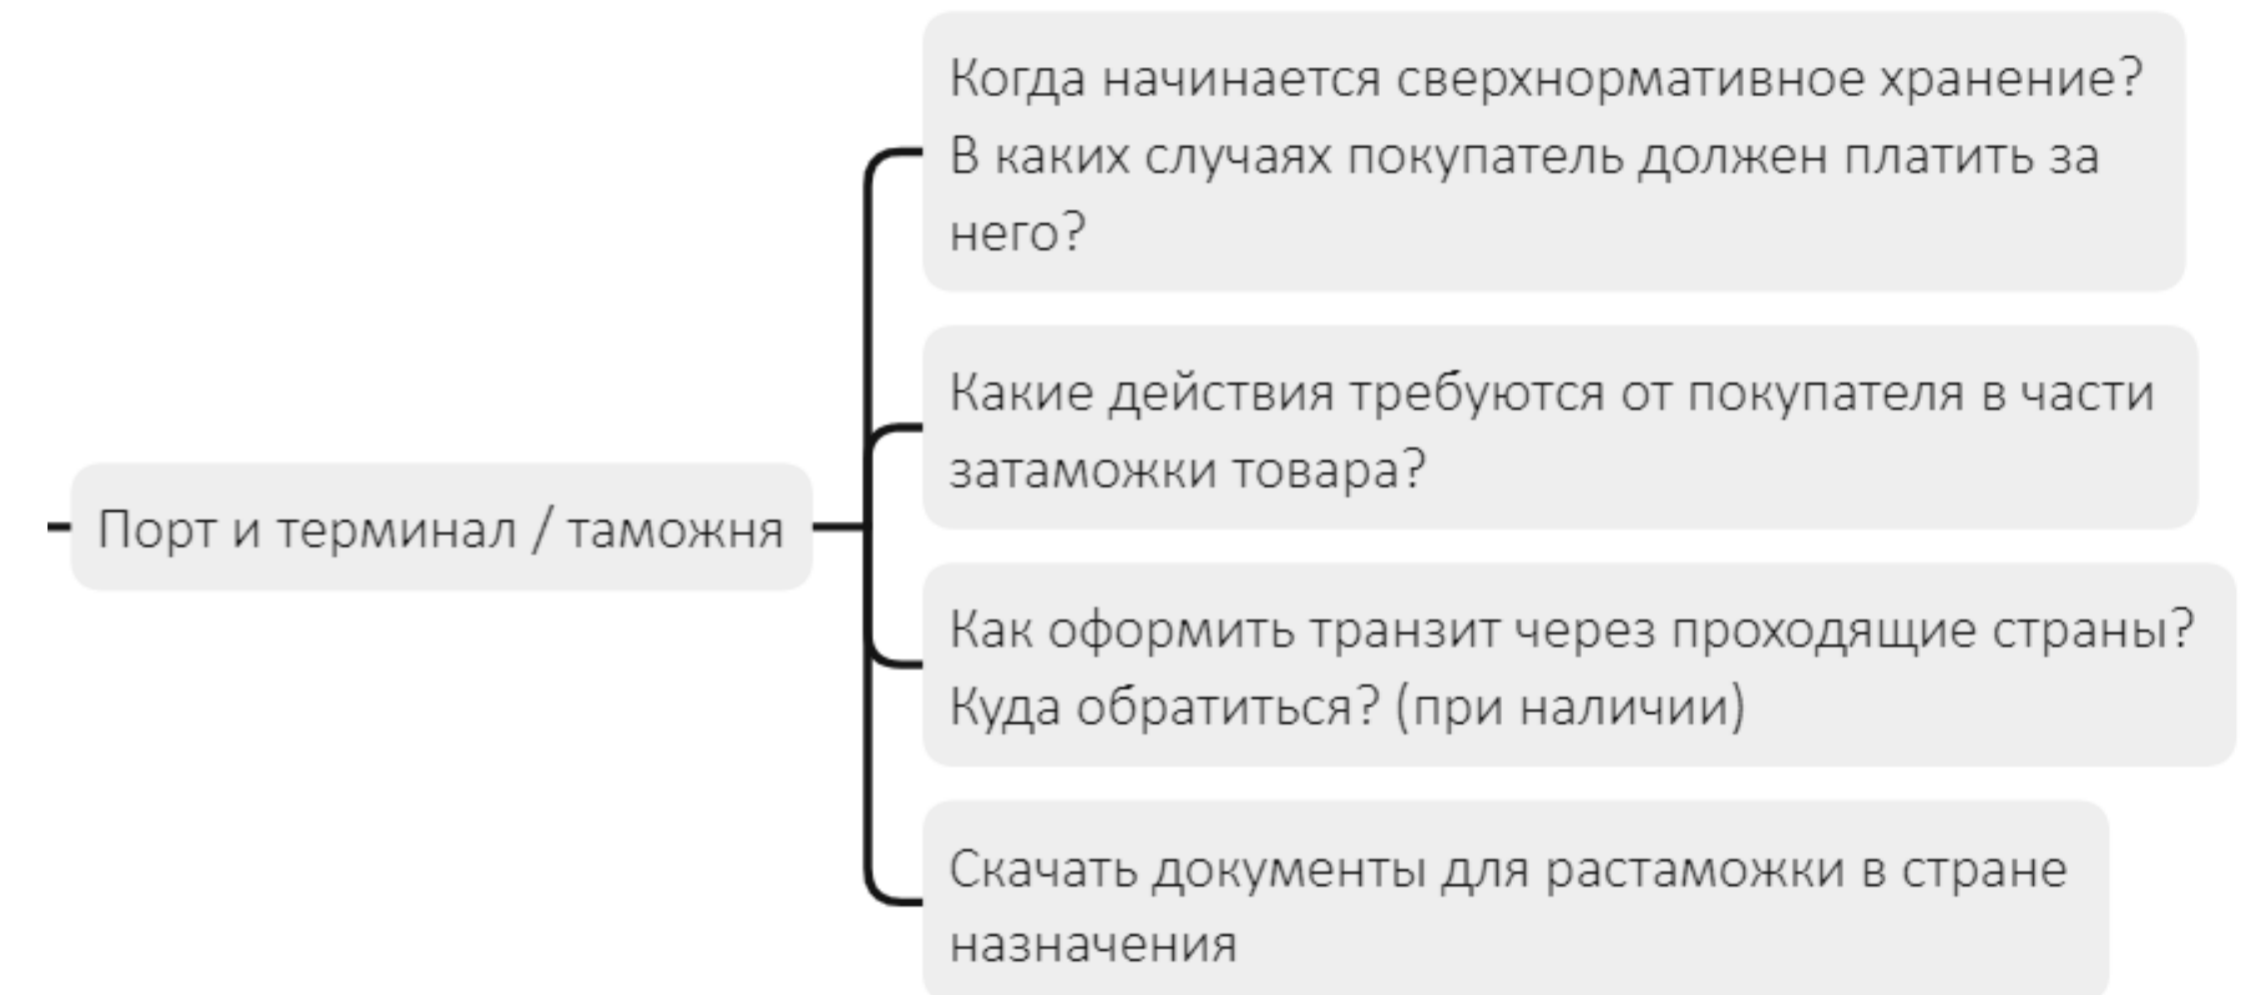 Порт и терминал / таможня
Когда начинается сверхнормативное хранение?
В каких случаях покупатель должен платить за
него?
Какие действия требуются от покупателя в части
затаможки товара?
Как оформить транзит через проходящие страны?
Куда обратиться? (при наличии)
Скачать документы для растаможки в стране
назначения